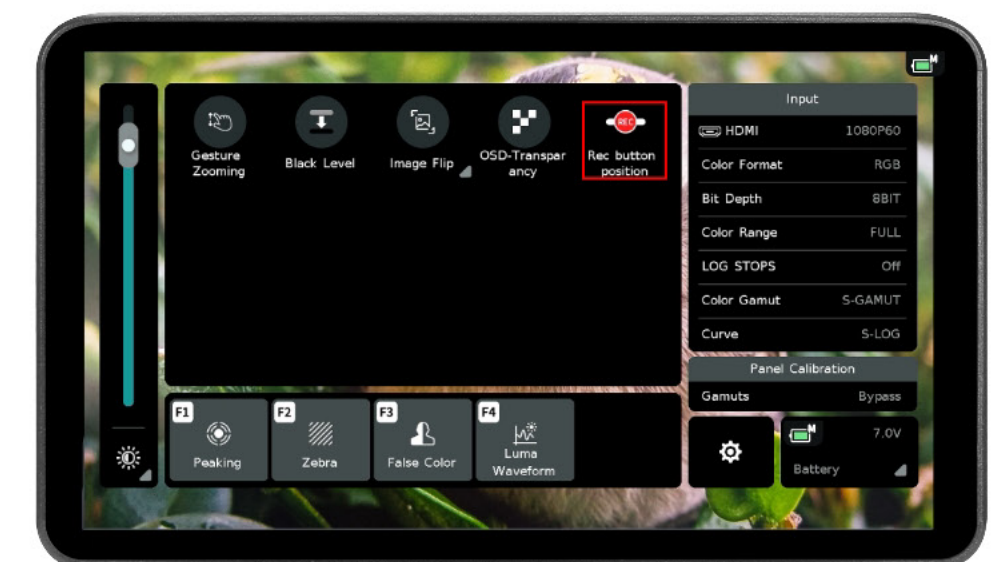 M
Gesture
Zooming
Black Level
Image Flip
OSD-Transpar
ancy
REC
Rec button
position
Input
HDMI
1080P60
Color Format
RGB
Bit Depth
8BIT
Color Range
FULL
LOG STOPS
Off
Color Gamut
S-GAMUT
Curve
S-LOG
Panel Calibration
Gamuts
Bypass
F1
Peaking
F2
Zebra
F3
False Color
F4
Luma
Waveform
M
7.0V
Battery